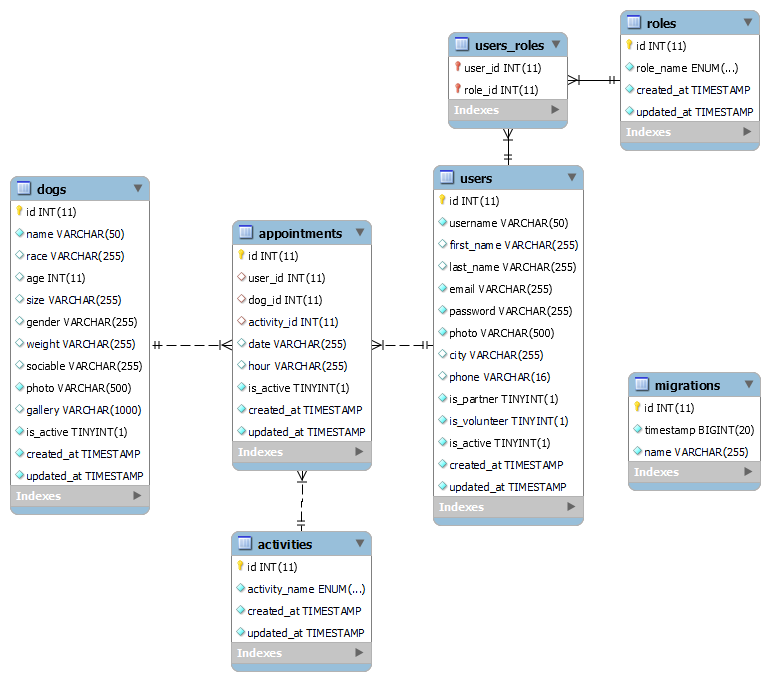 roles
id INT(11)
role_name ENUM(...)
created_at TIMESTAMP
updated_at TIMESTAMP
Indexes
users_roles
user_id INT(11)
role_id INT(11)
Indexes
users
id INT(11)
username VARCHAR(50)
first_name VARCHAR(255)
last_name VARCHAR(255)
email VARCHAR(255)
password VARCHAR(255)
photo VARCHAR(500)
city VARCHAR(255)
phone VARCHAR(16)
is_partner TINYINT(1)
is_volunteer TINYINT(1)
is_active TINYINT(1)
created_at TIMESTAMP
updated_at TIMESTAMP
Indexes
dogs
id INT(11)
name VARCHAR(50)
race VARCHAR(255)
age INT(11)
size VARCHAR(255)
gender VARCHAR(255)
weight VARCHAR(255)
sociable VARCHAR(255)
photo VARCHAR(500)
gallery VARCHAR(1000)
is_active TINYINT(1)
created_at TIMESTAMP
updated_at TIMESTAMP
Indexes
appointments
id INT(11)
user_id INT(11)
dog_id INT(11)
activity_id INT(11)
date VARCHAR(255)
hour VARCHAR(255)
is_active TINYINT(1)
created_at TIMESTAMP
updated_at TIMESTAMP
Indexes
migrations
id INT(11)
timestamp BIGINT(20)
name VARCHAR(255)
Indexes
activities
id INT(11)
activity_name ENUM(...)
created_at TIMESTAMP
updated_at TIMESTAMP
Indexes